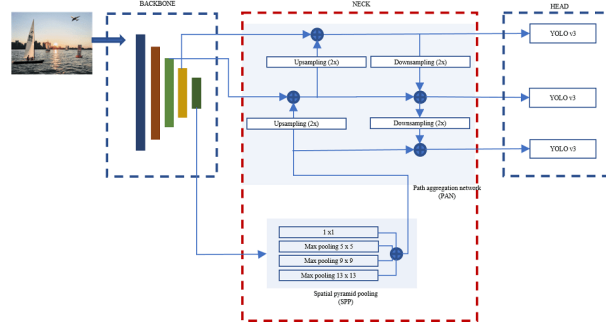 BACKBONE
NECK
HEAD
YOLO v3
Upsampling (2x)
Downsampling (2x)
YOLO v3
Upsampling (2x)
Downsampling (2x)
YOLO v3
Path aggregation network
(PAN)
1 x1
Max pooling 5 x 5
Max pooling 9 x 9
Max pooling 13 x 13
Spatial pyramid pooling
(SPP)